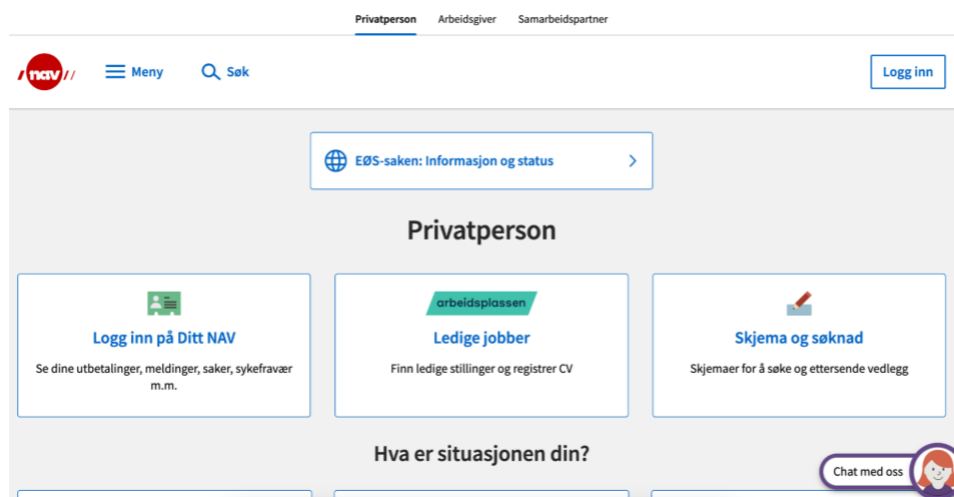 Privatperson Arbeidsgiver Samarbeidspartner
nav Meny Søk Logg inn
EØS-saken: Informasjon og status
Privatperson
arbeidsplassen
Logg inn på Ditt NAV
Se dine utbetalinger, meldinger, saker, sykefravær
m.m.
Ledige jobber
Finn ledige stillinger og registrer CV
Skjema og søknad
Skjemaer for å søke og ettersende vedlegg
Hva er situasjonen din?
Chat med oss